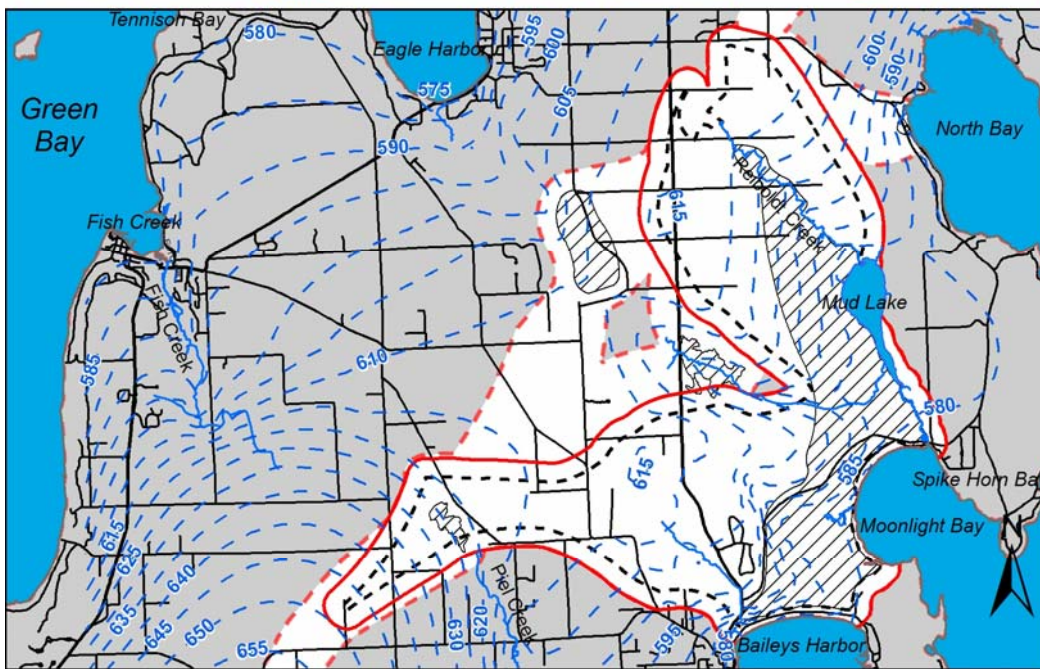 Tennison Bay
580
Eagle Harbor
595
600
575
605
600
590
Green
Bay
590
North Bay
Reiboldt Creek
615
Fish Creek
Fish Creek
Mud Lake
585
610
580
615
585
Spike Horn Bay
Moonlight Bay
615
625
640
635
645
650
655
Piel Creek
630
620
595
580
Baileys Harbor